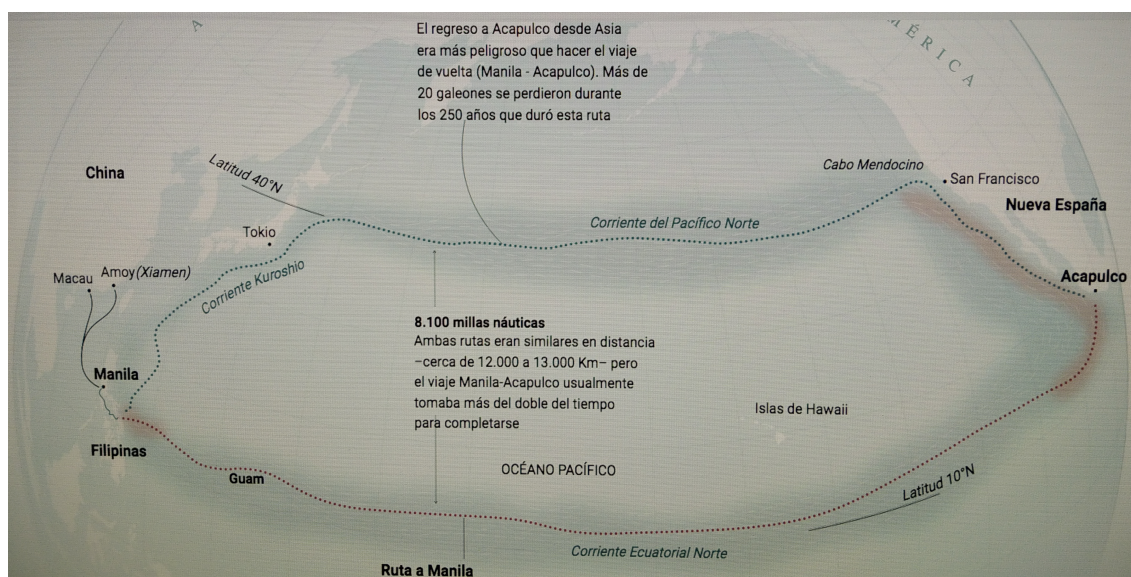 A
MÉRICA
El regreso a Acapulco desde Asia
era más peligroso que hacer el viaje
de vuelta (Manila - Acapulco). Más de
20 galeones se perdieron durante
los 250 años que duró esta ruta
China
Latitud 40°N
Cabo Mendocino
San Francisco
Nueva España
Corriente del Pacífico Norte
Tokio
Corriente Kuroshio
Macau
Amoy (Xiamen)
Acapulco
8.100 millas náuticas
Ambas rutas eran similares en distancia
–cerca de 12.000 a 13.000 Km– pero
el viaje Manila-Acapulco usualmente
tomaba más del doble del tiempo
para completarse
Manila
Islas de Hawaii
Filipinas
Guam
OCÉANO PACÍFICO
Latitud 10°N
Corriente Ecuatorial Norte
Ruta a Manila